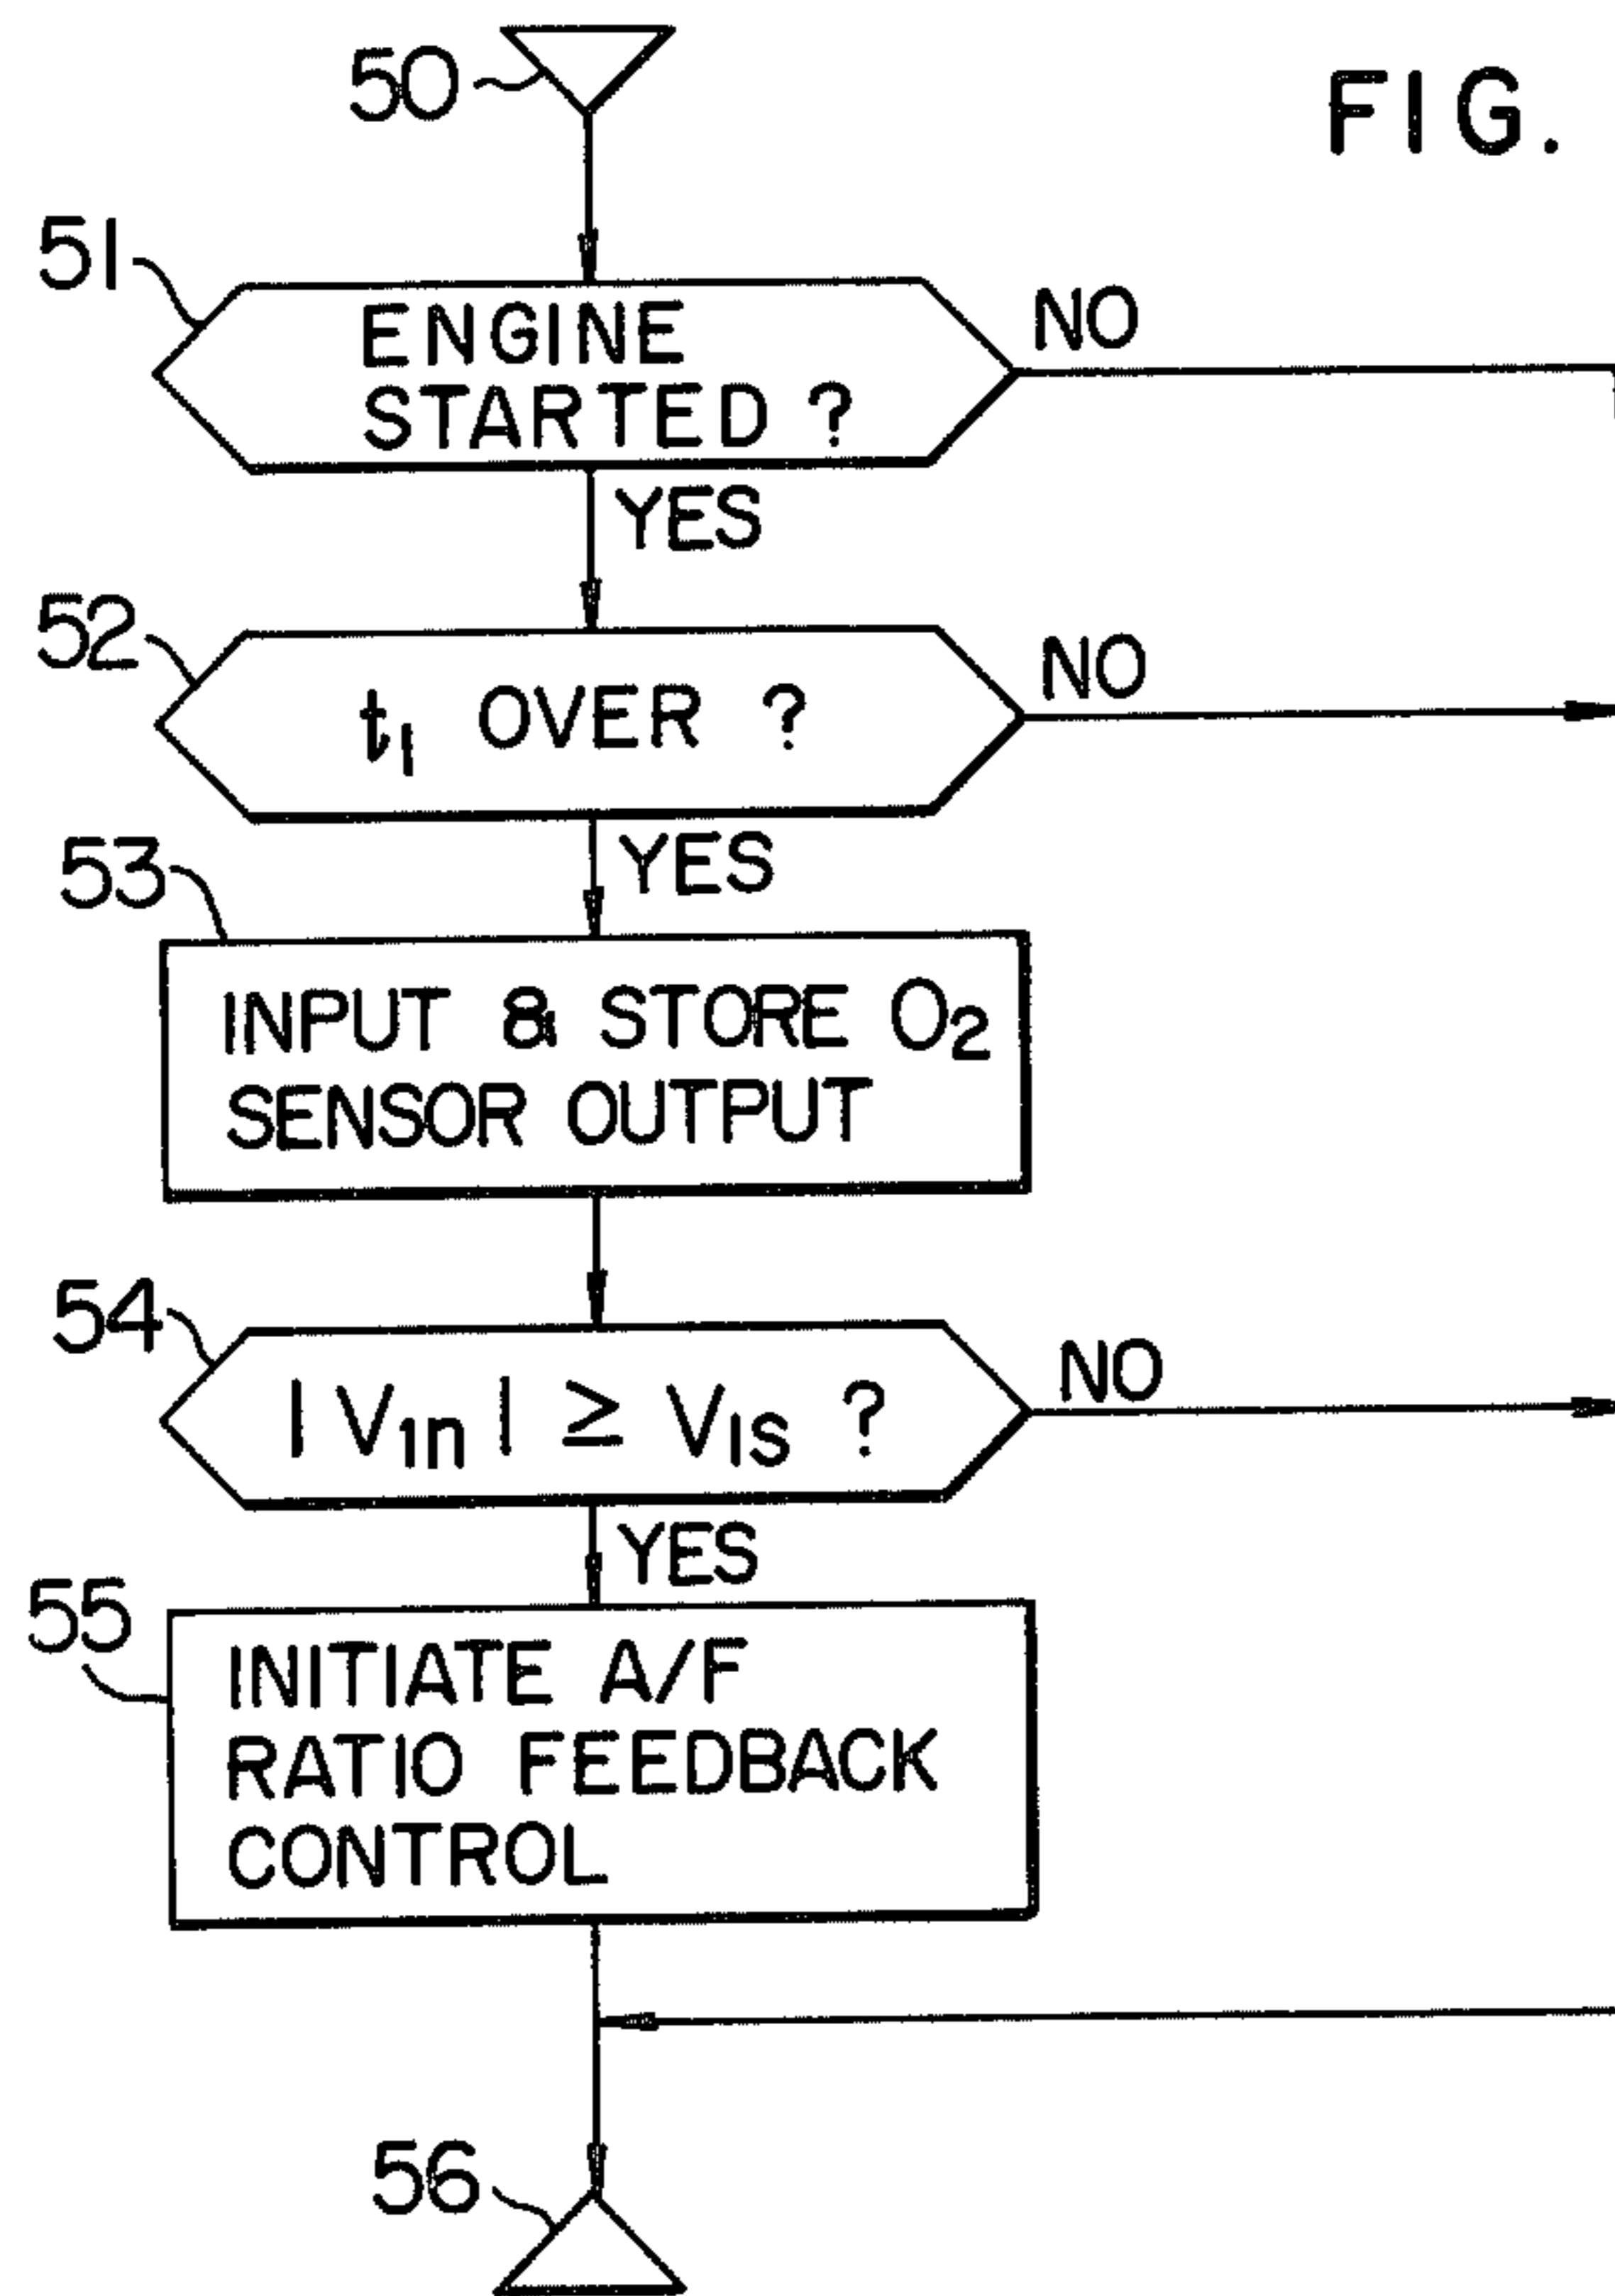 50
FIG.
51
ENGINE
STARTED ?
NO
YES
52
t₁ OVER ?
NO
YES
53
INPUT & STORE O₂
SENSOR OUTPUT
54
| V₁ₙ | ≥ V₁ₛ ?
NO
YES
55
INITIATE A/F
RATIO FEEDBACK
CONTROL
56